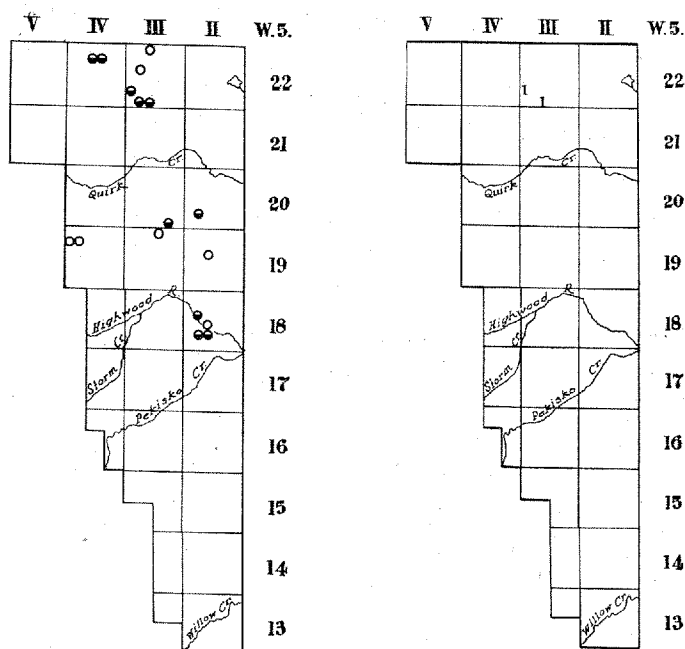 V IV III II W.5.
22
21
Quirk Cr.
20
19
Highwood R.
18
Storm Cr.
17
Pekisko Cr.
16
15
14
Willow Cr.
13
V IV III II W.5.
I
I
22
21
Quirk Cr.
20
19
Highwood R.
18
Storm Cr.
17
Pekisko Cr.
16
15
14
Willow Cr.
13